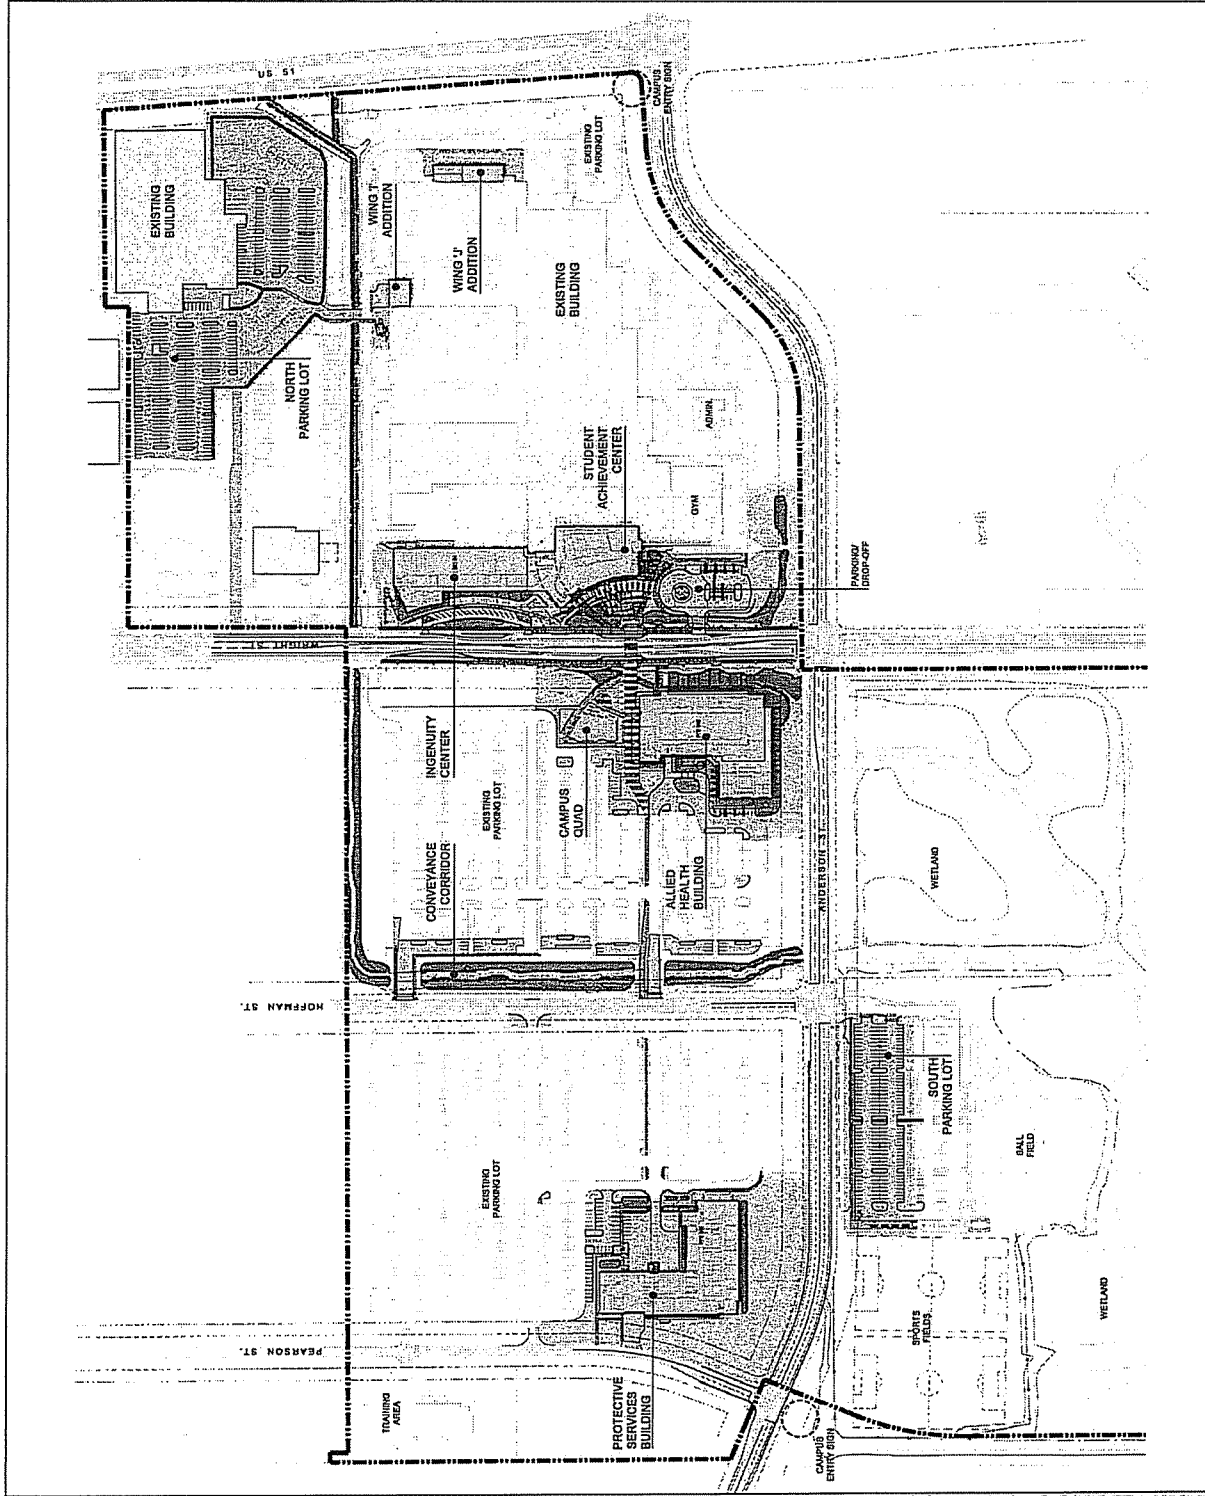 US 51
CAMPUS
ENTRY SIGN
EXISTING
BUILDING
EXISTING
PARKING LOT
WING 'I'
ADDITION
WING 'J'
ADDITION
EXISTING
BUILDING
NORTH
PARKING LOT
ADMIN.
STUDENT
ACHIEVEMENT
CENTER
GYM
PARKING/
DROP-OFF
WRIGHT ST.
INGENUITY
CENTER
EXISTING
PARKING LOT
CAMPUS
QUAD
CONVEYANCE
CORRIDOR
ALLIED
HEALTH
BUILDING
ANDERSON ST.
WETLAND
HOFFMAN ST.
SOUTH
PARKING LOT
BALL
FIELD
EXISTING
PARKING LOT
PEARSON ST.
SPORTS
FIELDS
WETLAND
TRAINING
AREA
PROTECTIVE
SERVICES
BUILDING
CAMPUS
ENTRY SIGN